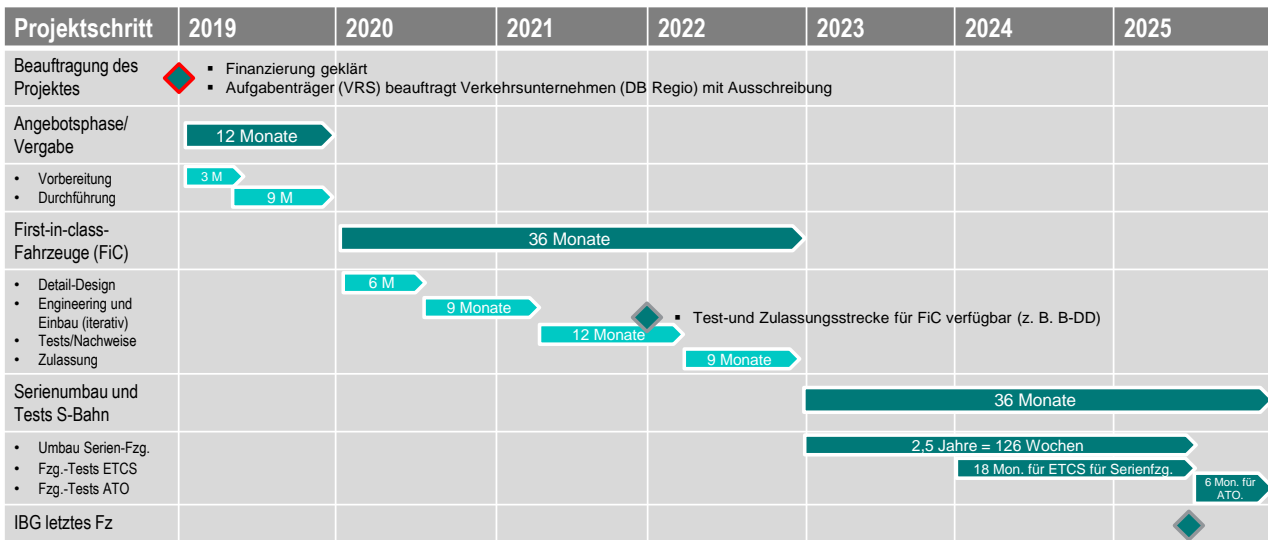 Projektschritt 2019 2020 2021 2022 2023 2024 2025
Beauftragung des
Projektes
▪ Finanzierung geklärt
▪ Aufgabenträger (VRS) beauftragt Verkehrsunternehmen (DB Regio) mit Ausschreibung
Angebotsphase/
Vergabe
12 Monate
• Vorbereitung
• Durchführung
3 M
9 M
First-in-class-
Fahrzeuge (FiC)
36 Monate
• Detail-Design
• Engineering und
Einbau (iterativ)
• Tests/Nachweise
• Zulassung
6 M
9 Monate
12 Monate
9 Monate
▪ Test-und Zulassungsstrecke für FiC verfügbar (z. B. B-DD)
Serienumbau und
Tests S-Bahn
36 Monate
• Umbau Serien-Fzg.
• Fzg.-Tests ETCS
• Fzg.-Tests ATO
2,5 Jahre = 126 Wochen
18 Mon. für ETCS für Serienfzg.
6 Mon. für
ATO.
IBG letztes Fz